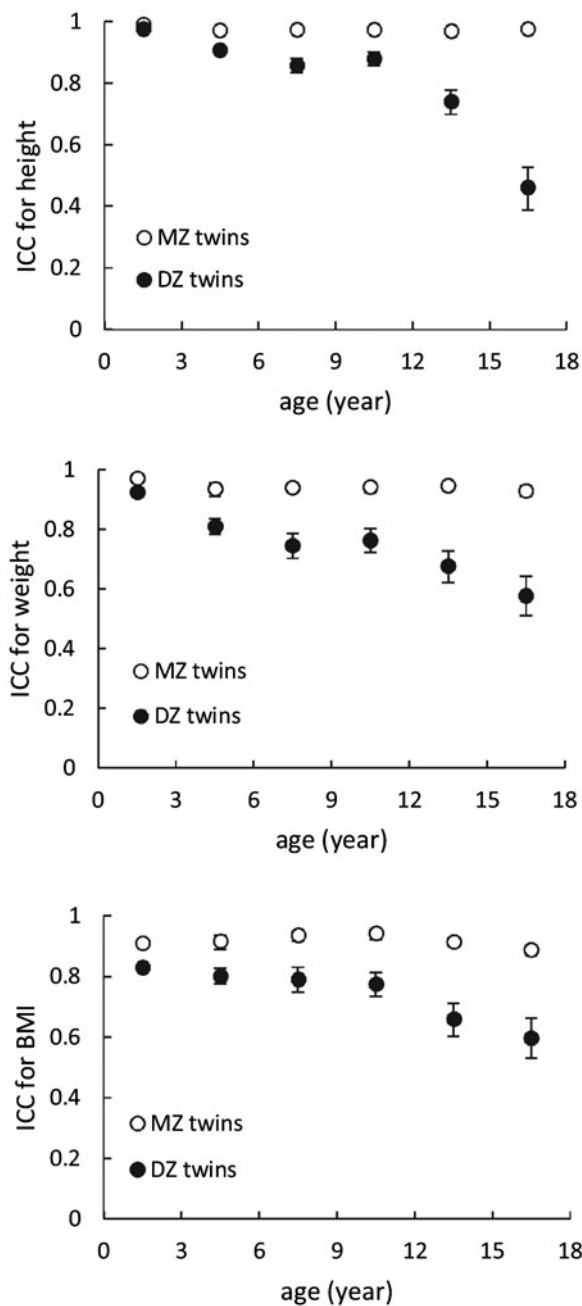 ICC for height
1
0.8
0.6
0.4
0.2
0
MZ twins
DZ twins
0 3 6 9 12 15 18
age (year)
ICC for weight
1
0.8
0.6
0.4
0.2
0
MZ twins
DZ twins
0 3 6 9 12 15 18
age (year)
ICC for BMI
1
0.8
0.6
0.4
0.2
0
MZ twins
DZ twins
0 3 6 9 12 15 18
age (year)